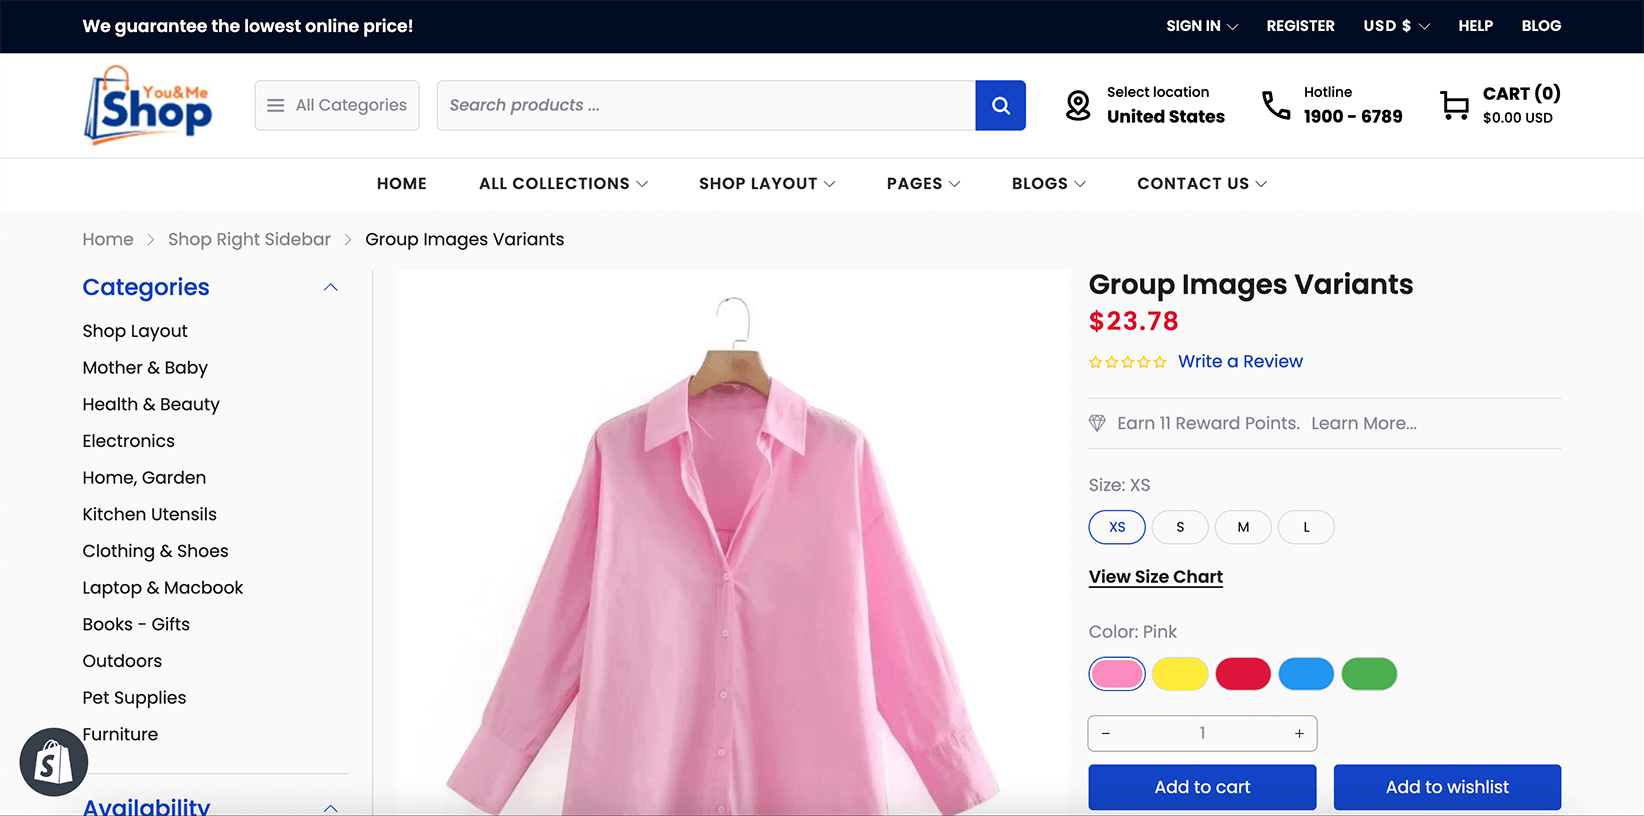 We guarantee the lowest online price!
SIGN IN
REGISTER
USD $
HELP
BLOG
You&Me
Shop
All Categories
Search products ...
Select location
United States
Hotline
1900 - 6789
CART (0)
$0.00 USD
HOME
ALL COLLECTIONS
SHOP LAYOUT
PAGES
BLOGS
CONTACT US
Home
Shop Right Sidebar
Group Images Variants
Categories
Shop Layout
Mother & Baby
Health & Beauty
Electronics
Home, Garden
Kitchen Utensils
Clothing & Shoes
Laptop & Macbook
Books - Gifts
Outdoors
Pet Supplies
Furniture
S
Availability
Group Images Variants
$23.78
Write a Review
Earn 11 Reward Points. Learn More...
Size: XS
XS
S
M
L
View Size Chart
Color: Pink
− 1 +
Add to cart
Add to wishlist